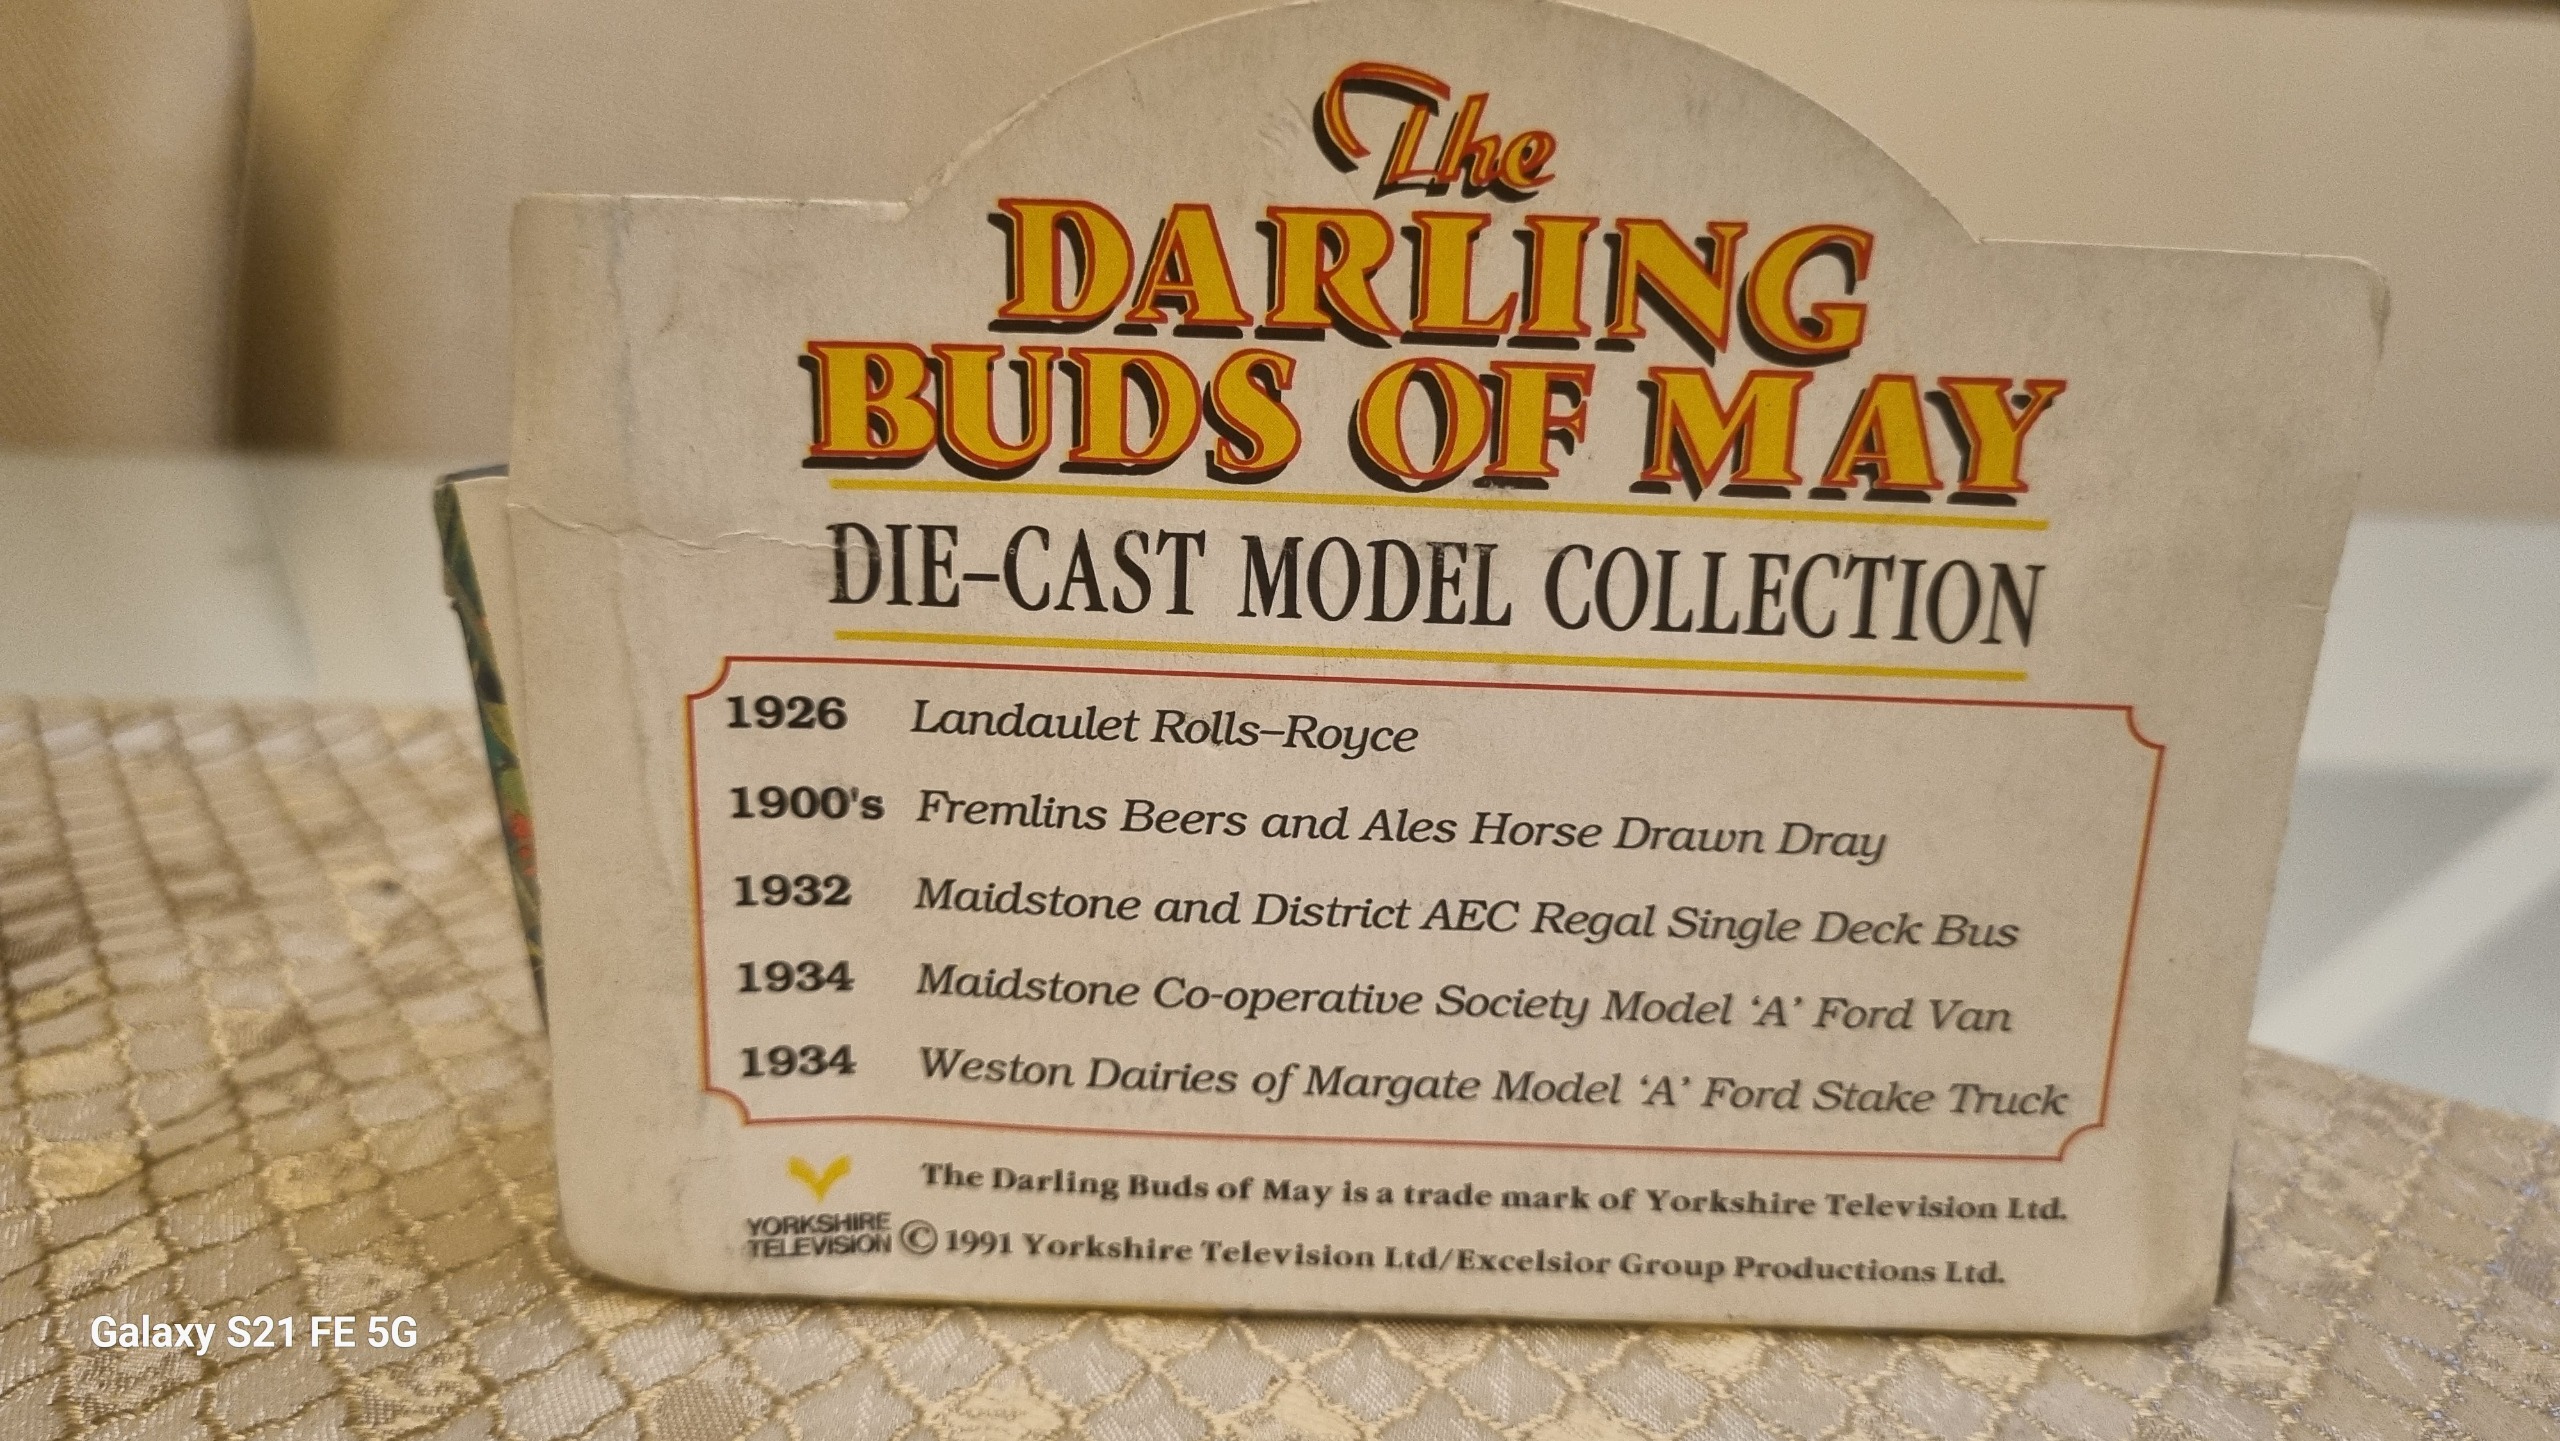 The
DARLING
BUDS OF MAY
DIE-CAST MODEL COLLECTION
1926 Landaulet Rolls-Royce
1900's Fremlins Beers and Ales Horse Drawn Dray
1932 Maidstone and District AEC Regal Single Deck Bus
1934 Maidstone Co-operative Society Model ‘A’ Ford Van
1934 Weston Dairies of Margate Model ‘A’ Ford Stake Truck
The Darling Buds of May is a trade mark of Yorkshire Television Ltd.
YORKSHIRE
TELEVISION
© 1991 Yorkshire Television Ltd/Excelsior Group Productions Ltd.
Galaxy S21 FE 5G